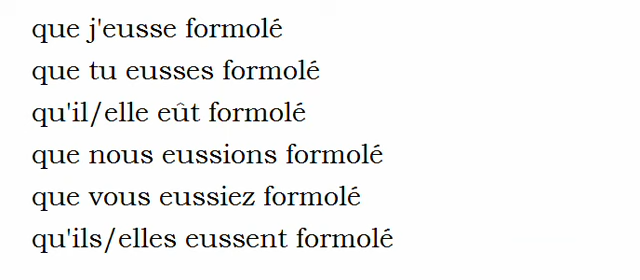 que j'eusse formolé
que tu eusses formolé
qu'il/elle eût formolé
que nous eussions formolé
que vous eussiez formolé
qu'ils/elles eussent formolé